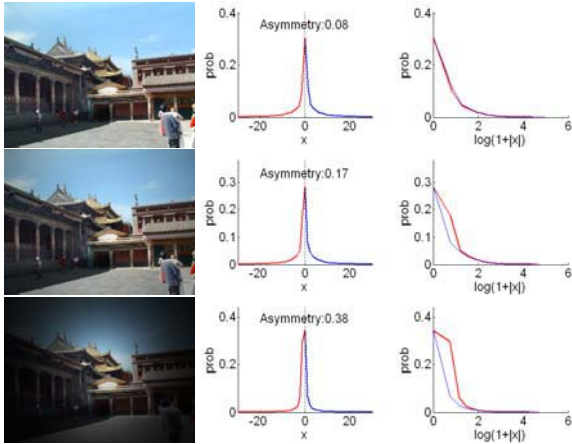 Asymmetry:0.08
0.4
0.2
0
prob
-20 0 20
x
0.4
0.2
0
prob
0 2 4 6
log(1+|x|)
Asymmetry:0.17
0.3
0.2
0.1
0
prob
-20 0 20
x
0.3
0.2
0.1
0
prob
0 2 4 6
log(1+|x|)
Asymmetry:0.38
0.4
0.2
0
prob
-20 0 20
x
0.4
0.2
0
prob
0 2 4 6
log(1+|x|)